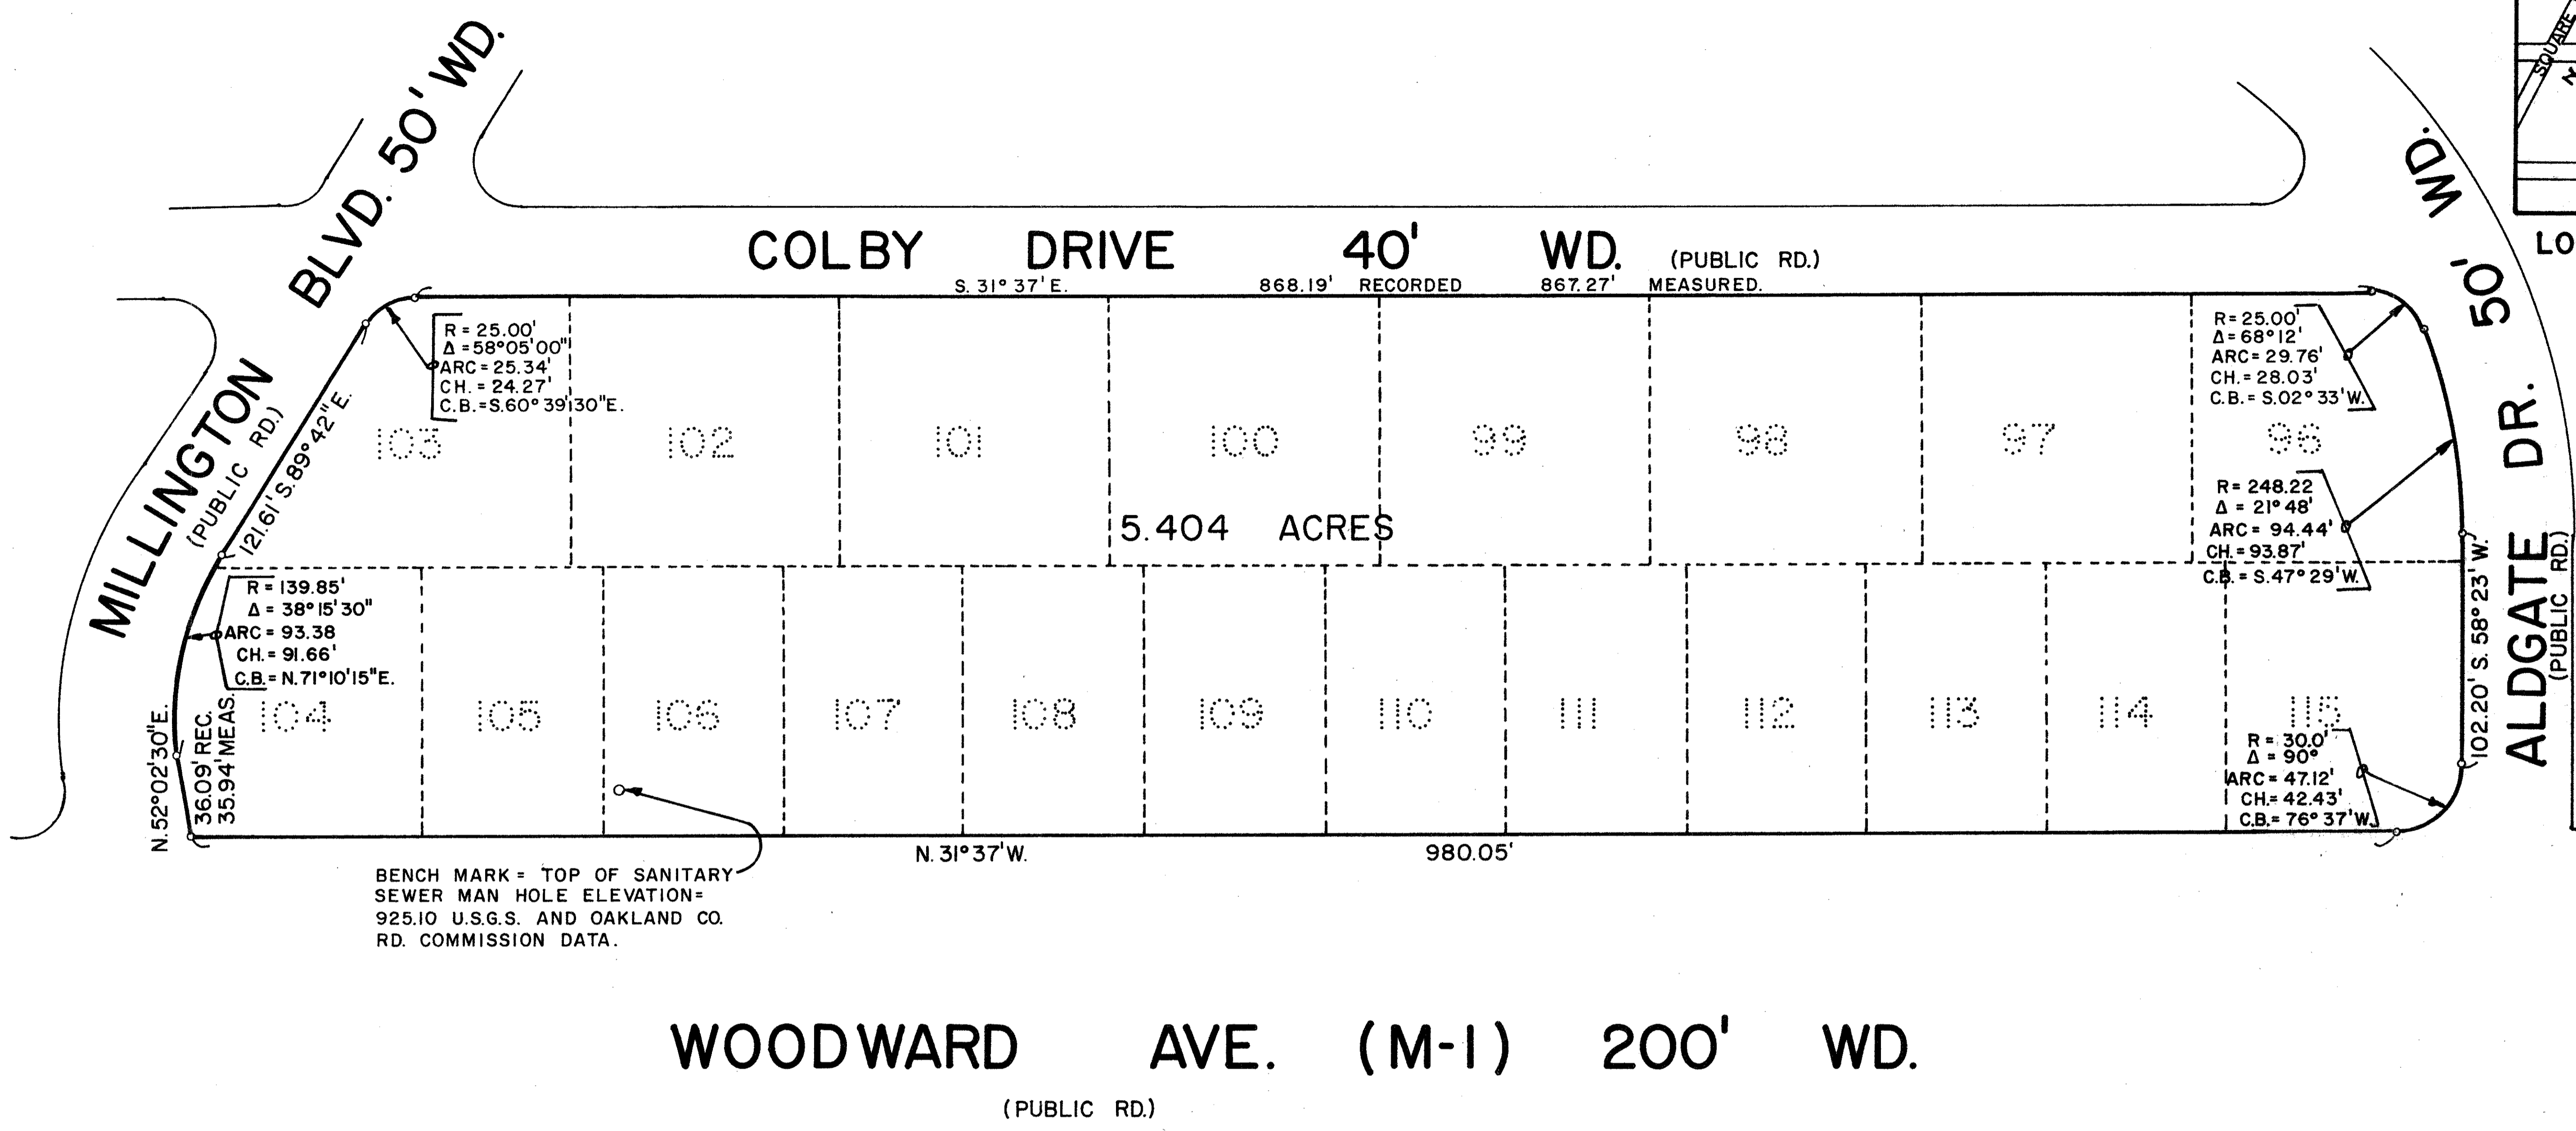 MILLINGTON BLVD. 50' WD.
(PUBLIC RD.)
SQUARE
LO
COLBY DRIVE 40' WD. (PUBLIC RD.)
S. 31° 37' E. 868.19' RECORDED 867.27' MEASURED.
R = 25.00'
Δ = 58° 05' 00"
ARC = 25.34'
CH. = 24.27'
C.B. = S. 60° 39' 30" E.
R = 25.00'
Δ = 68° 12'
ARC = 29.76'
CH. = 28.03'
C.B. = S. 02° 33' W.
121.61' S. 89° 42" E.
103 102 101 100 99 98 97 96
5.404 ACRES
R = 248.22
Δ = 21° 48'
ARC = 94.44'
CH. = 93.87'
C.B. = S. 47° 29' W.
R = 139.85'
Δ = 38° 15' 30"
ARC = 93.38
CH. = 91.66'
C.B. = N. 71° 10' 15" E.
104 105 106 107 108 109 110 111 112 113 114 115
N. 52° 02' 30" E.
36.09' REC.
35.94' MEAS.
R = 30.0'
Δ = 90°
ARC = 47.12'
CH. = 42.43'
C.B. = 76° 37' W.
102.20' S. 58° 23' W.
ALDGATE DR. 50' WD.
(PUBLIC RD.)
N. 31° 37' W. 980.05'
BENCH MARK = TOP OF SANITARY
SEWER MAN HOLE ELEVATION=
925.10 U.S.G.S. AND OAKLAND CO.
RD. COMMISSION DATA.
WOODWARD AVE. (M-1) 200' WD.
(PUBLIC RD.)